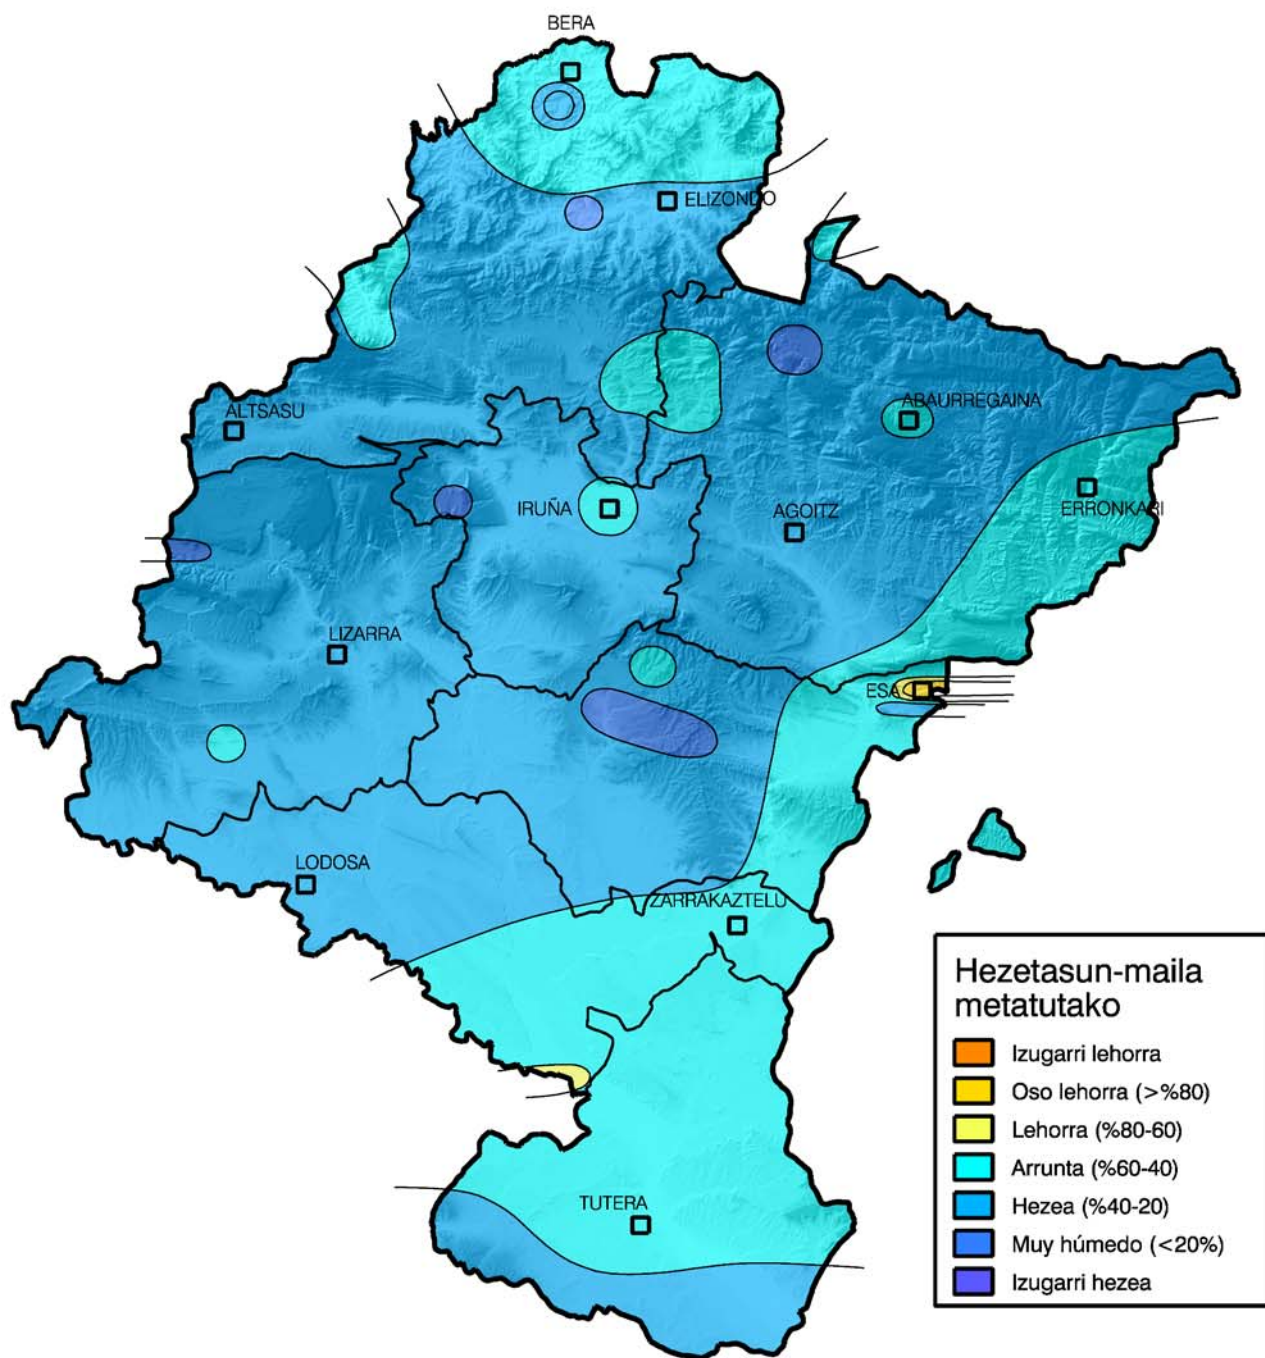 BERA
ELIZONDO
ALTSASU
ABAURREGAINA
IRUÑA
AGOITZ
ERRONKARI
LIZARRA
ESA
LODOSA
ZARRAKAZTELU
TUTERA
Hezetasun-maila
metatutako
Izugarri lehorra
Oso lehorra (>%80)
Lehorra (%80-60)
Arrunta (%60-40)
Hezea (%40-20)
Muy húmedo (<20%)
Izugarri hezea